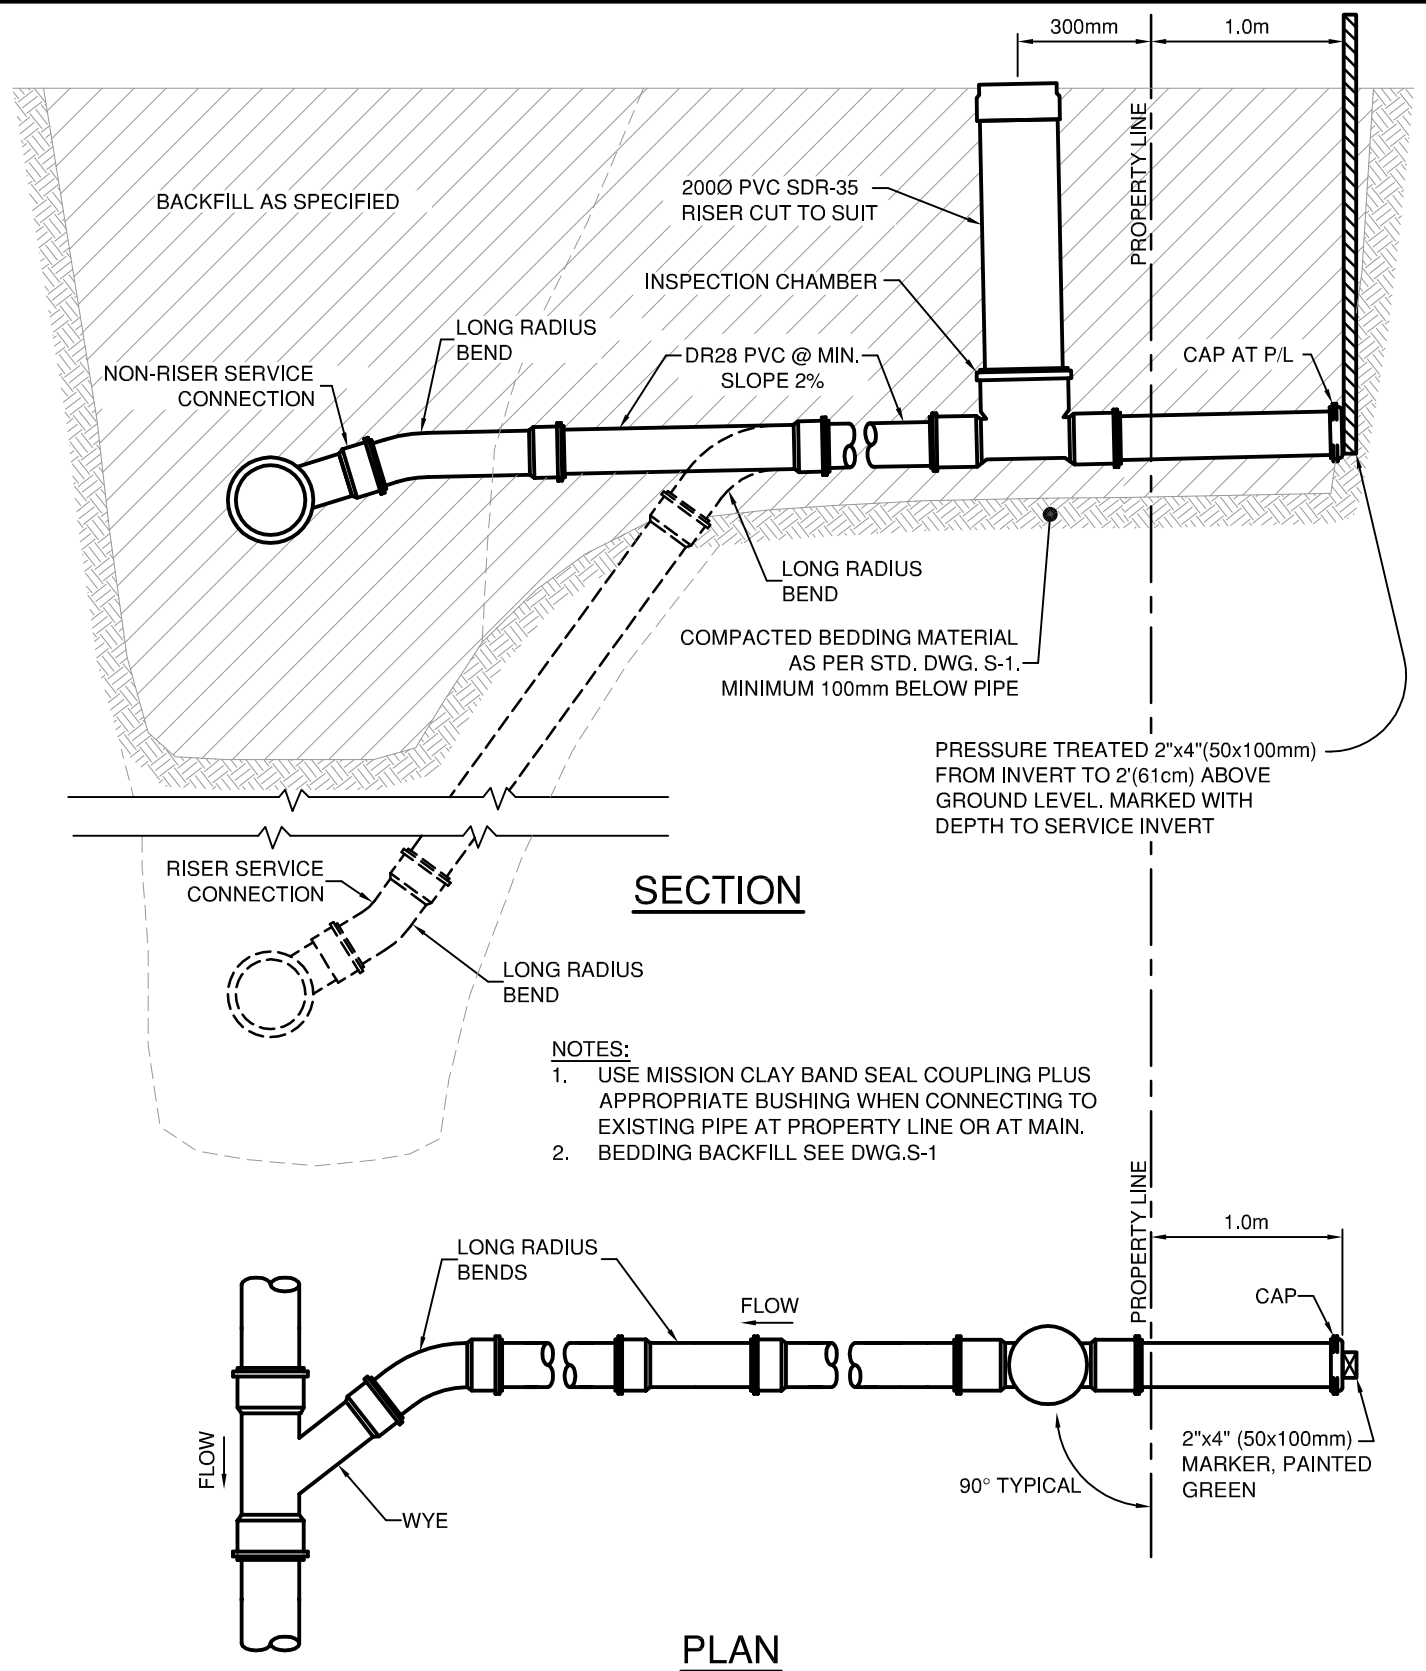 300mm
1.0m
PROPERTY LINE
BACKFILL AS SPECIFIED
200Ø PVC SDR-35
RISER CUT TO SUIT
INSPECTION CHAMBER
LONG RADIUS
BEND
DR28 PVC @ MIN.
SLOPE 2%
CAP AT P/L
NON-RISER SERVICE
CONNECTION
LONG RADIUS
BEND
COMPACTED BEDDING MATERIAL
AS PER STD. DWG. S-1.
MINIMUM 100mm BELOW PIPE
PRESSURE TREATED 2"x4"(50x100mm)
FROM INVERT TO 2'(61cm) ABOVE
GROUND LEVEL. MARKED WITH
DEPTH TO SERVICE INVERT
RISER SERVICE
CONNECTION
SECTION
LONG RADIUS
BEND
NOTES:
1. USE MISSION CLAY BAND SEAL COUPLING PLUS
APPROPRIATE BUSHING WHEN CONNECTING TO
EXISTING PIPE AT PROPERTY LINE OR AT MAIN.
2. BEDDING BACKFILL SEE DWG.S-1
PROPERTY LINE
1.0m
LONG RADIUS
BENDS
FLOW
CAP
FLOW
2"x4" (50x100mm)
MARKER, PAINTED
GREEN
90° TYPICAL
WYE
PLAN